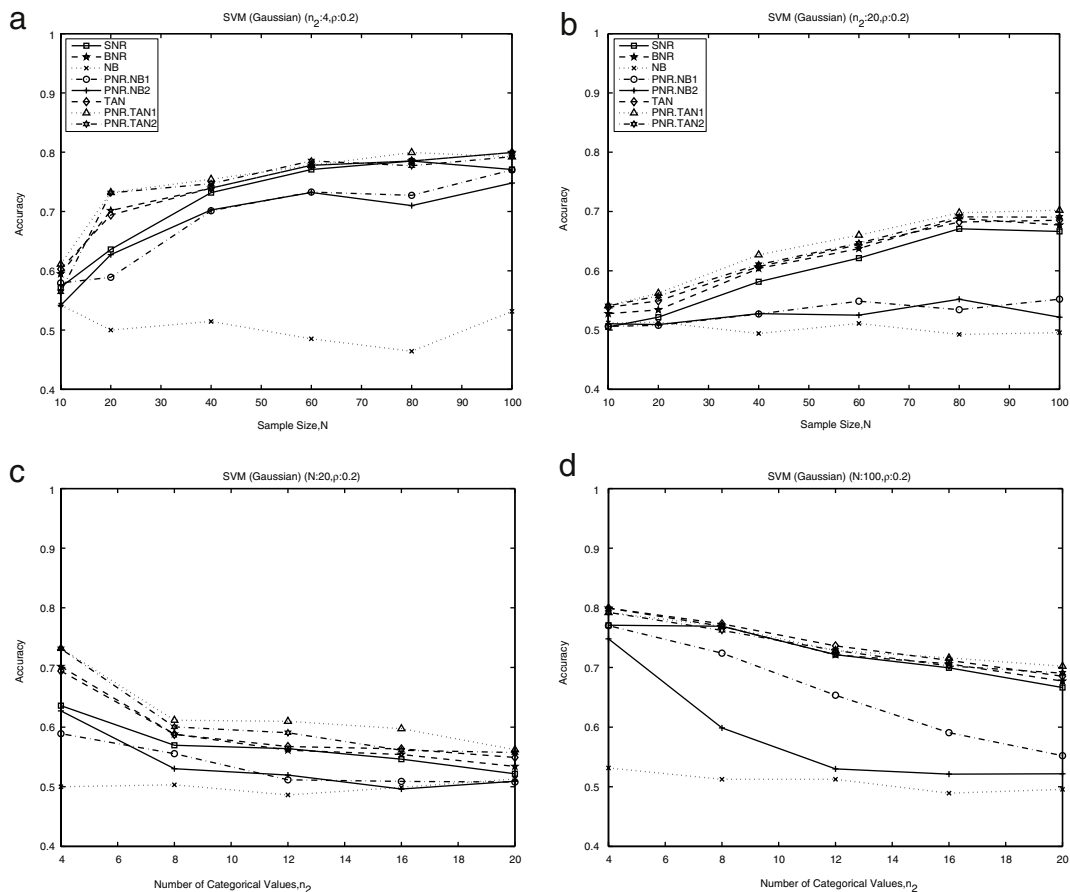 a
SVM (Gaussian) (n2:4,ρ:0.2)
1
0.9
0.8
0.7
0.6
0.5
0.4
Accuracy
SNR
BNR
NB
PNR.NB1
PNR.NB2
TAN
PNR.TAN1
PNR.TAN2
10 20 30 40 50 60 70 80 90 100
Sample Size,N
b
SVM (Gaussian) (n2:20,ρ:0.2)
1
0.9
0.8
0.7
0.6
0.5
0.4
Accuracy
SNR
BNR
NB
PNR.NB1
PNR.NB2
TAN
PNR.TAN1
PNR.TAN2
10 20 30 40 50 60 70 80 90 100
Sample Size,N
c
SVM (Gaussian) (N:20,ρ:0.2)
1
0.9
0.8
0.7
0.6
0.5
0.4
Accuracy
4 6 8 10 12 14 16 18 20
Number of Categorical Values,n2
d
SVM (Gaussian) (N:100,ρ:0.2)
1
0.9
0.8
0.7
0.6
0.5
0.4
Accuracy
4 6 8 10 12 14 16 18 20
Number of Categorical Values,n2